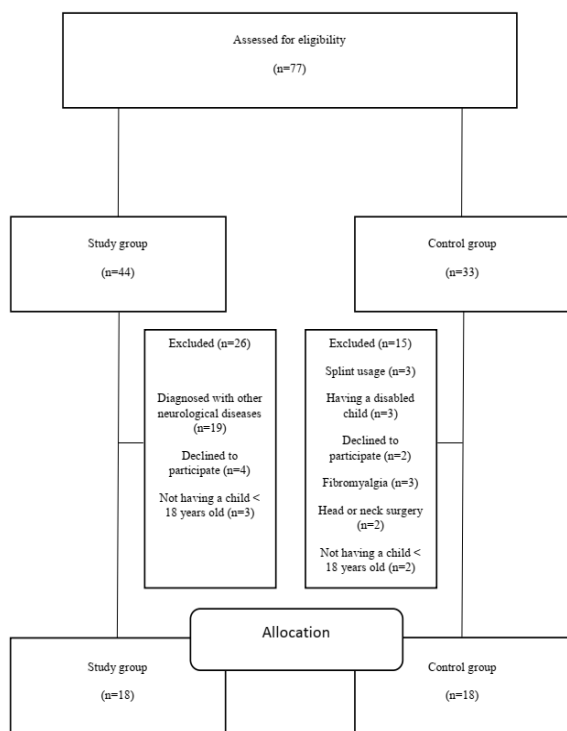 Assessed for eligibility
(n=77)
Study group
(n=44)
Control group
(n=33)
Excluded (n=26)
Diagnosed with other
neurological diseases
(n=19)
Declined to
participate (n=4)
Not having a child <
18 years old (n=3)
Excluded (n=15)
Splint usage (n=3)
Having a disabled
child (n=3)
Declined to
participate (n=2)
Fibromyalgia (n=3)
Head or neck surgery
(n=2)
Not having a child <
18 years old (n=2)
Allocation
Study group
(n=18)
Control group
(n=18)